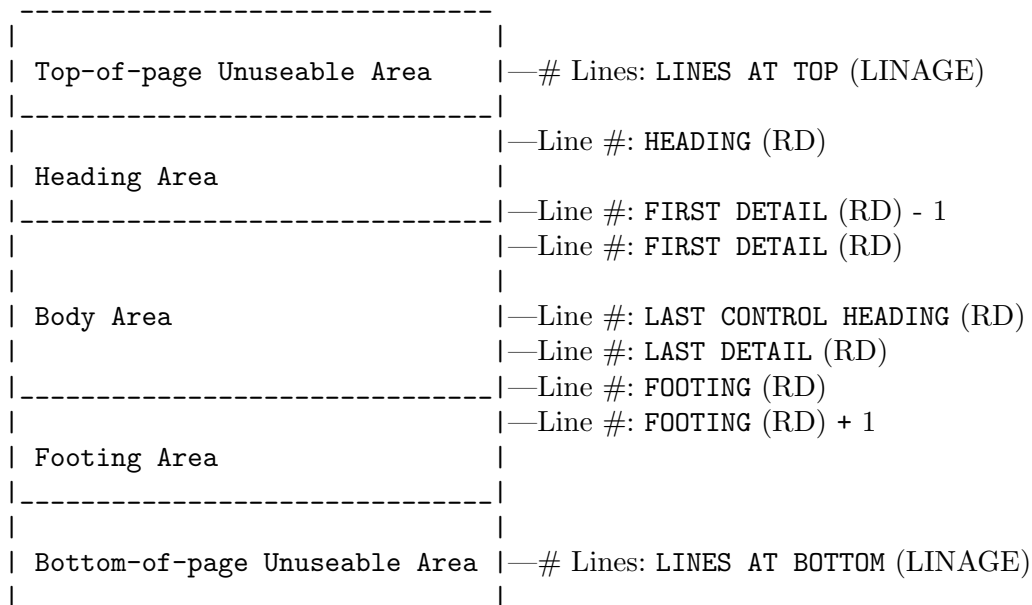 Top-of-page Unuseable Area —# Lines: LINES AT TOP (LINAGE)
—Line #: HEADING (RD)
Heading Area
—Line #: FIRST DETAIL (RD) - 1
—Line #: FIRST DETAIL (RD)
Body Area —Line #: LAST CONTROL HEADING (RD)
—Line #: LAST DETAIL (RD)
—Line #: FOOTING (RD)
—Line #: FOOTING (RD) + 1
Footing Area
Bottom-of-page Unuseable Area —# Lines: LINES AT BOTTOM (LINAGE)